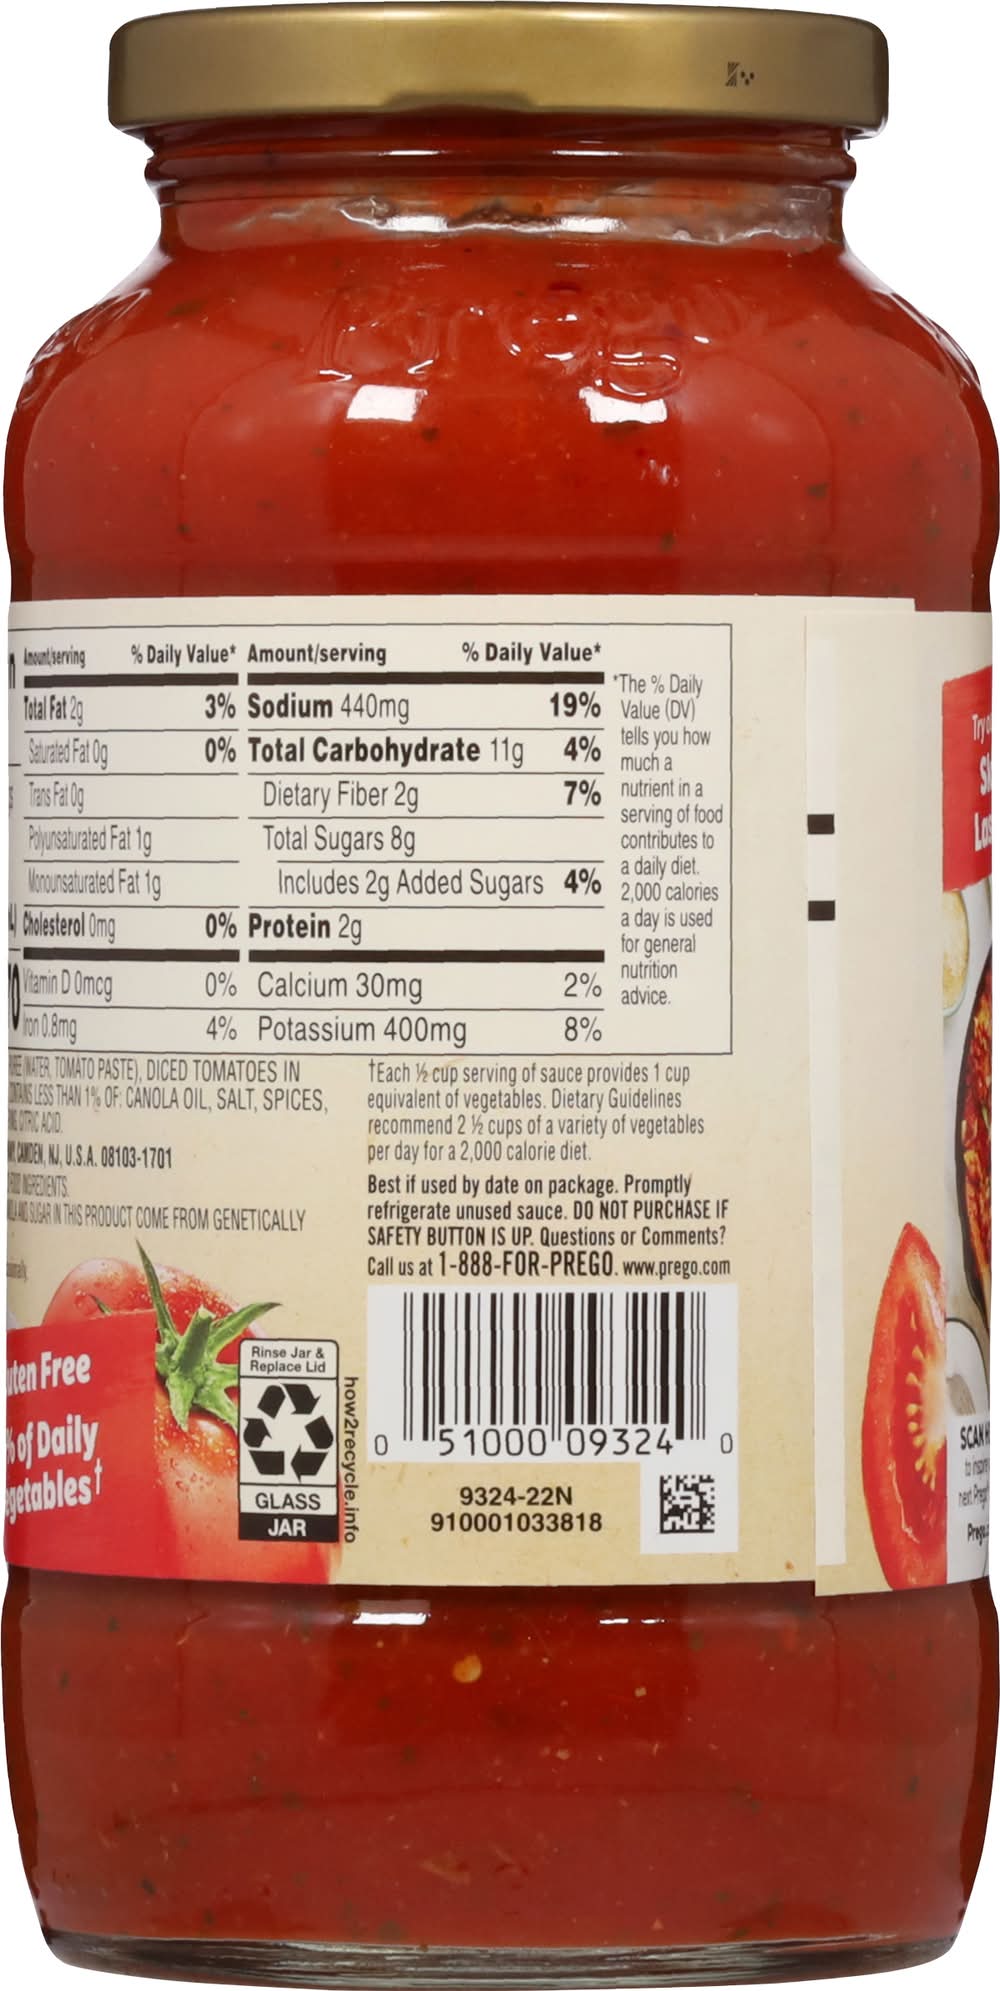 Prego
Amount/serving % Daily Value* Amount/serving % Daily Value*
Total Fat 2g 3% Sodium 440mg 19%
Saturated Fat 0g 0% Total Carbohydrate 11g 4%
Trans Fat 0g Dietary Fiber 2g 7%
Polyunsaturated Fat 1g Total Sugars 8g
Monounsaturated Fat 1g Includes 2g Added Sugars 4%
Cholesterol 0mg 0% Protein 2g
Vitamin D 0mcg 0% Calcium 30mg 2%
Iron 0.8mg 4% Potassium 400mg 8%
*The % Daily
Value (DV)
tells you how
much a
nutrient in a
serving of food
contributes to
a daily diet.
2,000 calories
a day is used
for general
nutrition
advice.
(WATER, TOMATO PASTE), DICED TOMATOES IN
LESS THAN 1% OF: CANOLA OIL, SALT, SPICES,
CITRIC ACID.
CAMDEN, NJ, U.S.A. 08103-1701
FOOD INGREDIENTS.
AND SUGAR IN THIS PRODUCT COME FROM GENETICALLY
†Each ½ cup serving of sauce provides 1 cup
equivalent of vegetables. Dietary Guidelines
recommend 2 ½ cups of a variety of vegetables
per day for a 2,000 calorie diet.
Best if used by date on package. Promptly
refrigerate unused sauce. DO NOT PURCHASE IF
SAFETY BUTTON IS UP. Questions or Comments?
Call us at 1-888-FOR-PREGO. www.prego.com
uten Free
% of Daily
getables†
Rinse Jar &
Replace Lid
GLASS
JAR
how2recycle.info
0 51000 09324 0
9324-22N
910001033818
Try
SCAN
to
next